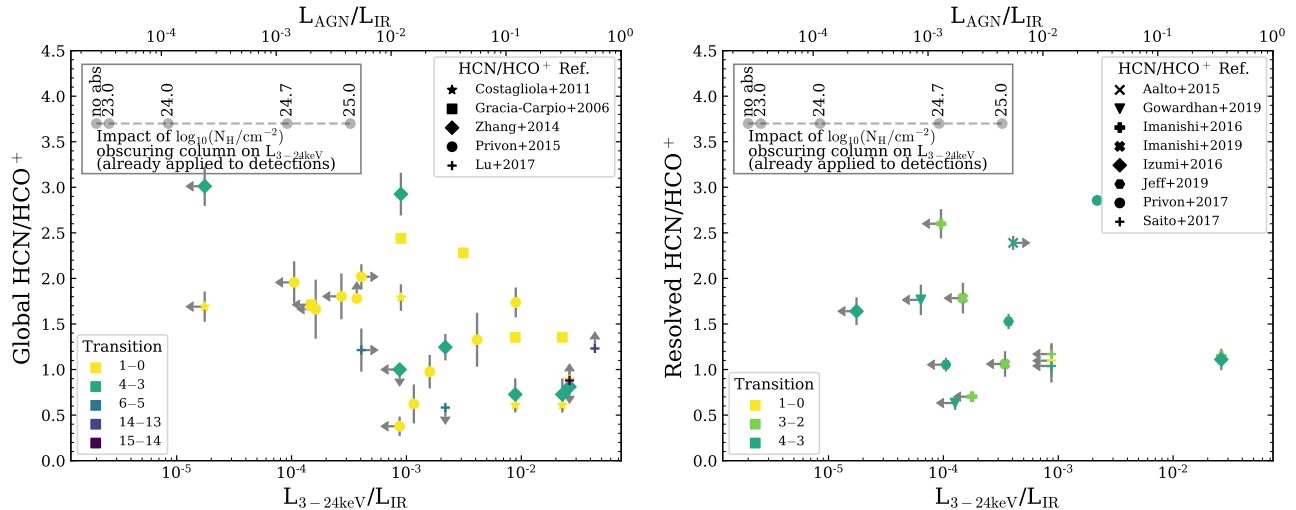 L_AGN/L_IR
10^-4 10^-3 10^-2 10^-1 10^0
4.5
4.0
3.5
3.0
2.5
2.0
1.5
1.0
0.5
0.0
Global HCN/HCO^+
no abs
23.0
24.0
24.7
25.0
Impact of log_10(N_H/cm^-2)
obscuring column on L_3−24keV
(already applied to detections)
HCN/HCO^+ Ref.
Costagliola+2011
Gracia-Carpio+2006
Zhang+2014
Privon+2015
Lu+2017
Transition
1−0
4−3
6−5
14−13
15−14
10^-5 10^-4 10^-3 10^-2
L_3−24keV/L_IR
L_AGN/L_IR
10^-4 10^-3 10^-2 10^-1 10^0
4.5
4.0
3.5
3.0
2.5
2.0
1.5
1.0
0.5
0.0
Resolved HCN/HCO^+
no abs
23.0
24.0
24.7
25.0
Impact of log_10(N_H/cm^-2)
obscuring column on L_3−24keV
(already applied to detections)
HCN/HCO^+ Ref.
Aalto+2015
Gowardhan+2019
Imanishi+2016
Imanishi+2019
Izumi+2016
Jeff+2019
Privon+2017
Saito+2017
Transition
1−0
3−2
4−3
10^-5 10^-4 10^-3 10^-2
L_3−24keV/L_IR